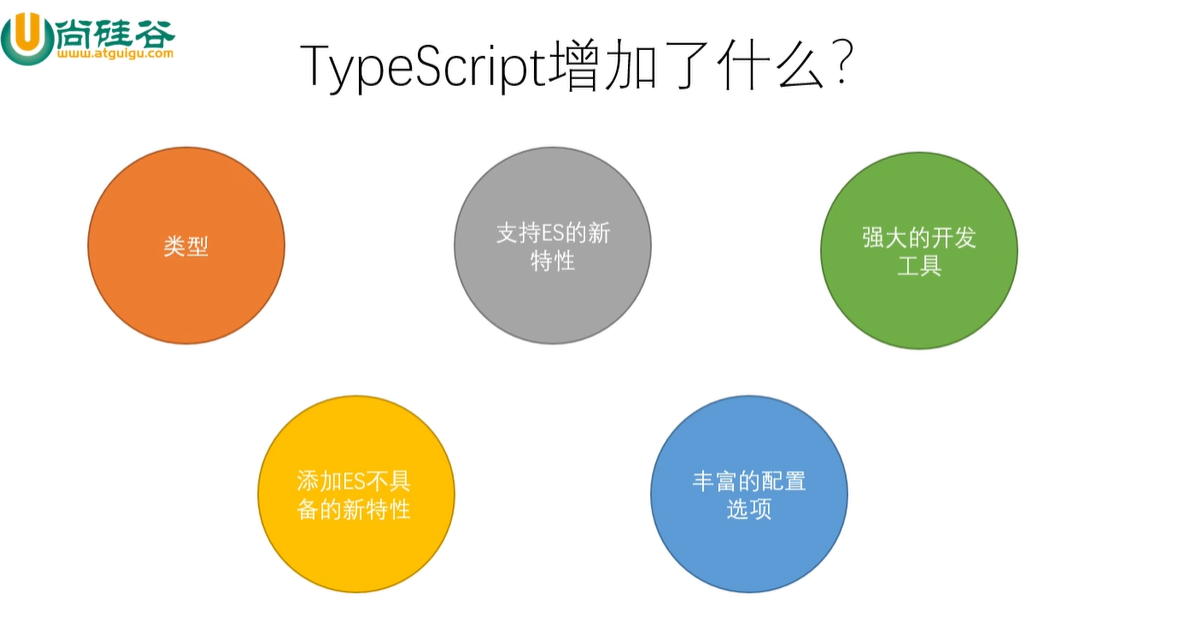 尚硅谷
www.atguigu.com
TypeScript增加了什么？
类型
支持ES的新
特性
强大的开发
工具
添加ES不具
备的新特性
丰富的配置
选项